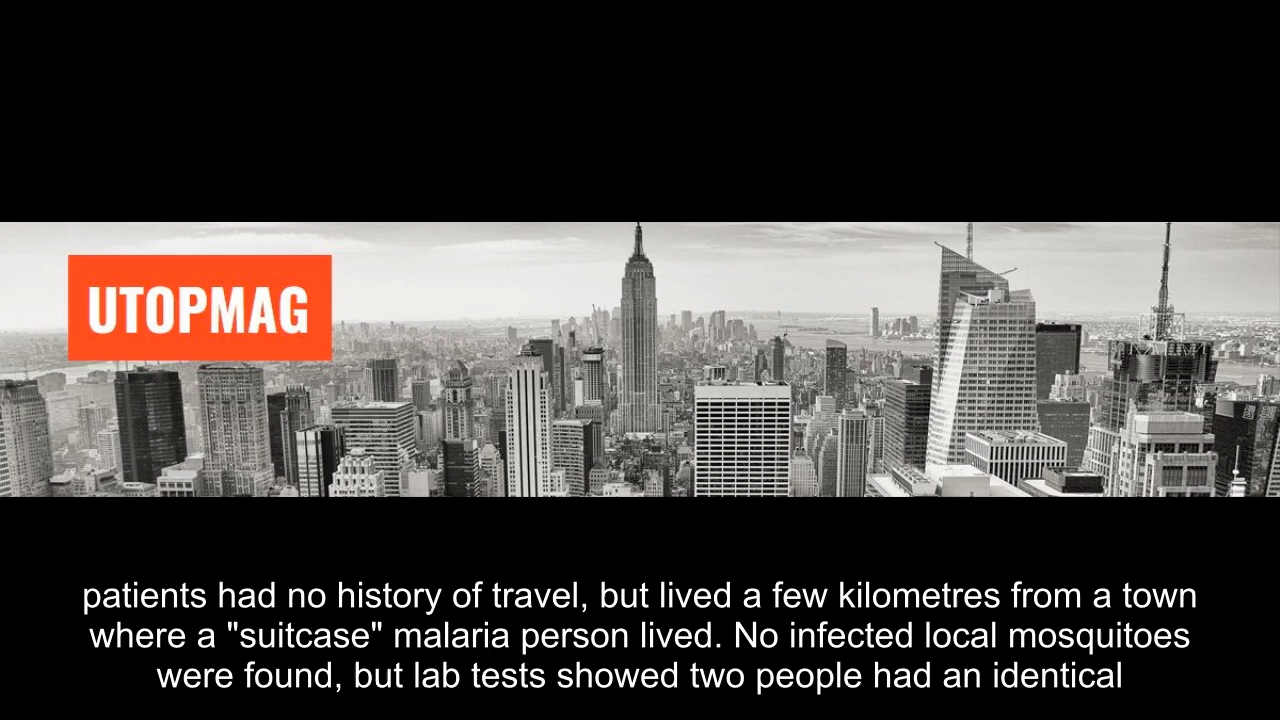 UTOPMAG
patients had no history of travel, but lived a few kilometres from a town
where a "suitcase" malaria person lived. No infected local mosquitoes
were found, but lab tests showed two people had an identical